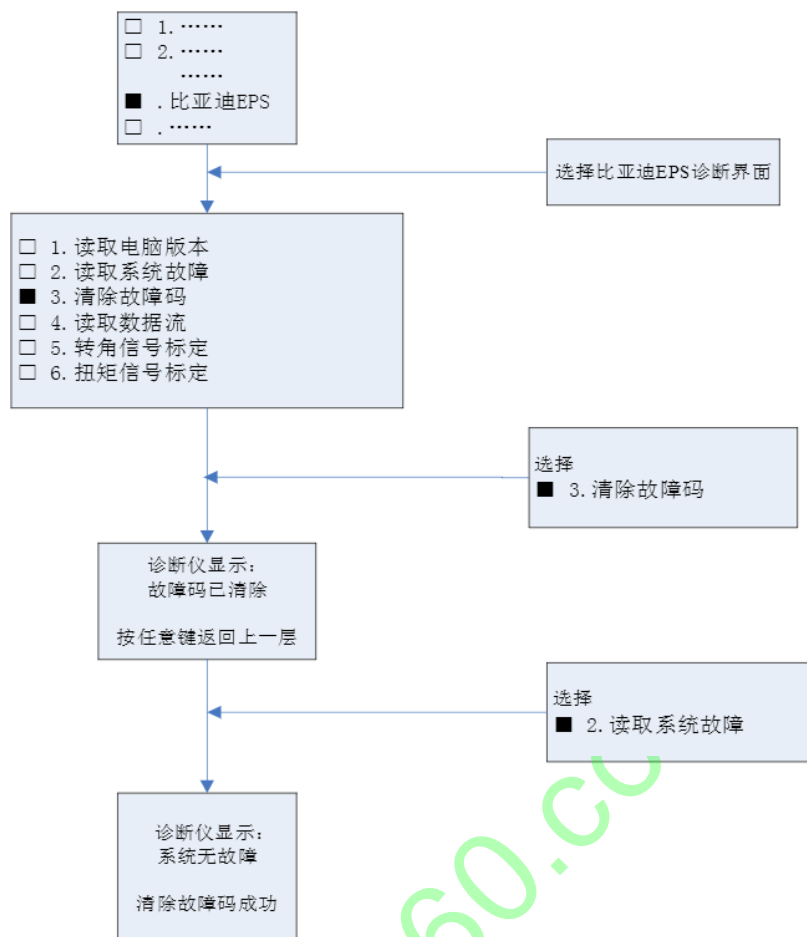 □ 1.……
□ 2.……
……
■ .比亚迪EPS
□ .……
选择比亚迪EPS诊断界面
□ 1.读取电脑版本
□ 2.读取系统故障
■ 3.清除故障码
□ 4.读取数据流
□ 5.转角信号标定
□ 6.扭矩信号标定
选择
■ 3.清除故障码
诊断仪显示:
故障码已清除
按任意键返回上一层
选择
■ 2.读取系统故障
诊断仪显示:
系统无故障
清除故障码成功
60.co